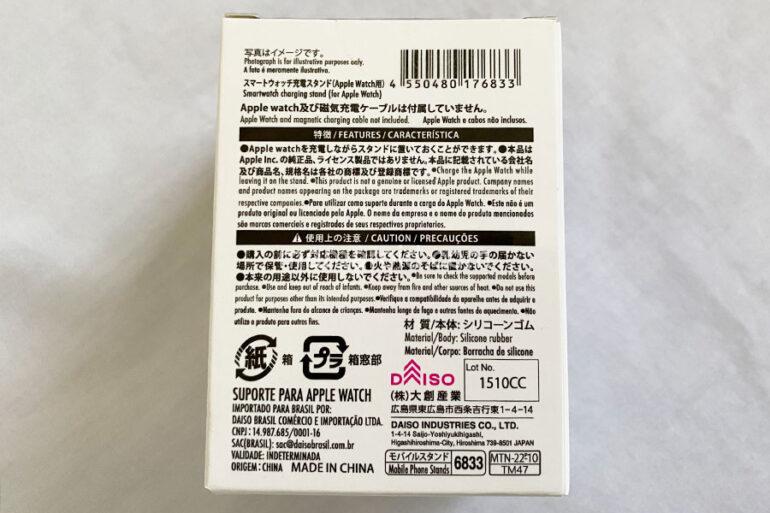 写真はイメージです。
Photograph is for illustrative purposes only.
A foto é meramente ilustrativa.
スマートウォッチ充電スタンド(Apple Watch用)
Smartwatch charging stand (for Apple Watch)
4 550480 176833
Apple watch及び磁気充電ケーブルは付属していません。
Apple Watch and magnetic charging cable not included. Apple Watch e cabos não inclusos.
特徴 / FEATURES / CARACTERÍSTICA
●Apple watchを充電しながらスタンドに置いておくことができます。●本品は
Apple Inc. の純正品、ライセンス製品ではありません。本品に記載されている会社名
及び商品名、規格名は各社の商標及び登録商標です。●Charge the Apple Watch while
leaving it on the stand. ●This product is not a genuine or licensed Apple product. Company names
and product names appearing on the package are trademarks or registered trademarks of their
respective companies.●Para utilizar como suporte durante a carga do Apple Watch. ●Este não é um
produto original ou licenciado pela Apple. O nome da empresa e o nome do produto mencionados
são marcas comerciais e registrados de seus respectivos proprietarios.
⚠ 使用上の注意 / CAUTION / PRECAUÇÕES
●購入の前に必ず対応機種を確認してください。●乳幼児の手の届かない
場所で保管・使用してください。●火や熱源のそばに置かないでください。
●本来の用途以外に使用しないでください。●Be sure to check the supported models before
purchase. ●Use and keep out of reach of infants. ●Keep away from fire and other sources of heat. ●Do not use this
product for purposes other than its intended purposes. ●Verifique a compatibilidade do aparelho antes de adquirir o
produto. ●Mantenha fora do alcance de crianças. ●Mantenha longe de fogo e outras fontes de aquecimento. ●Não
utilize o produto para outros fins.
材 質/本体: シリコーンゴム
Material/Body: Silicone rubber
Material/Corpo: Borracha de silicone
紙 箱 プラ 箱窓部
DAISO
Lot No.
1510CC
(株)大創産業
広島県東広島市西条吉行東1-4-14
DAISO INDUSTRIES CO., LTD.
1-4-14 Saijo-Yoshiyukihigashi,
Higashihiroshima-City, Hiroshima 739-8501 JAPAN
SUPORTE PARA APPLE WATCH
IMPORTADO PARA BRASIL POR:
DAISO BRASIL COMÉRCIO E IMPORTAÇÃO LTDA.
CNPJ : 14.987.685/0001-16
SAC(BRASIL): sac@daisobrasil.com.br
VALIDADE: INDETERMINADA
ORIGEM : CHINA MADE IN CHINA
モバイルスタンド
Mobile Phone Stands
6833
MTN-22-10
TM47